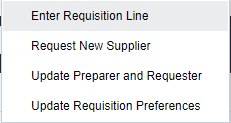 Enter Requisition Line
Request New Supplier
Update Preparer and Requester
Update Requisition Preferences